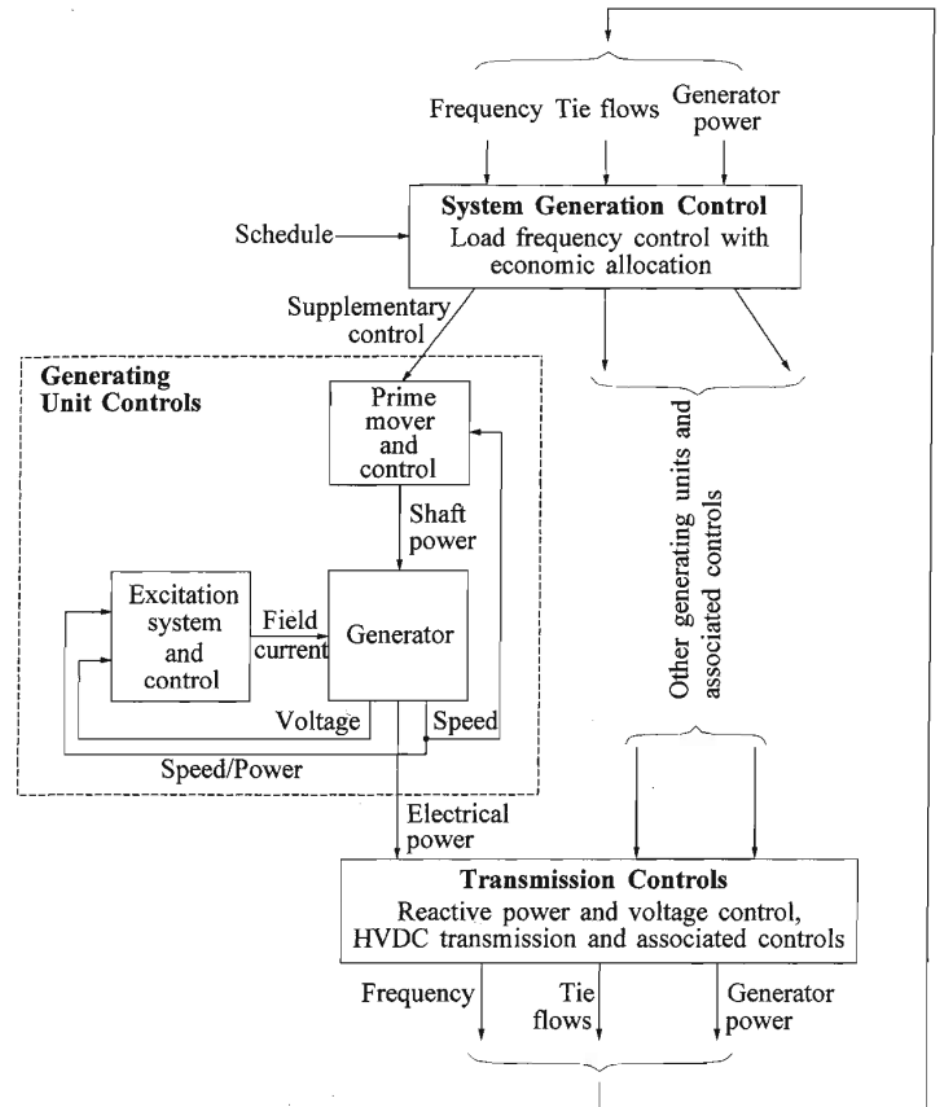 Frequency Tie flows Generator
power
System Generation Control
Schedule
Load frequency control with
economic allocation
Supplementary
control
Generating
Unit Controls
Prime
mover
and
control
Other generating units and
associated controls
Shaft
power
Excitation
system
and
control
Field
current
Generator
Voltage
Speed
Speed/Power
Electrical
power
Transmission Controls
Reactive power and voltage control,
HVDC transmission and associated controls
Frequency
Tie
flows
Generator
power